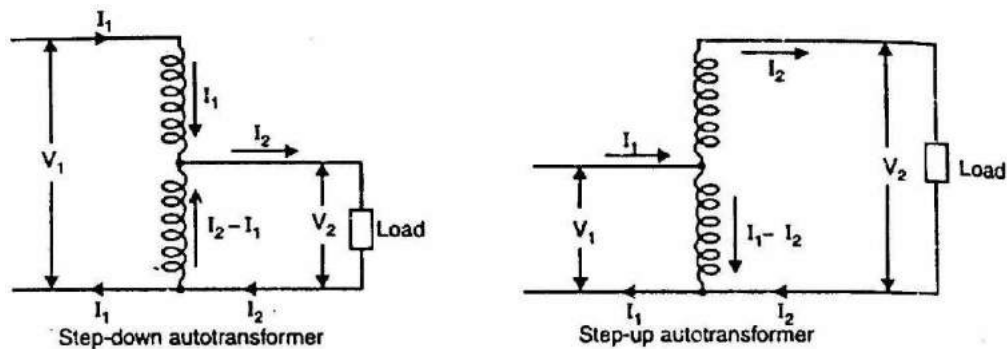 I₁
I₁
I₂
V₁
I₂ – I₁
V₂
Load
I₁
I₂
Step-down autotransformer
I₂
I₁
V₂
Load
V₁
I₁ – I₂
I₁
I₂
Step-up autotransformer